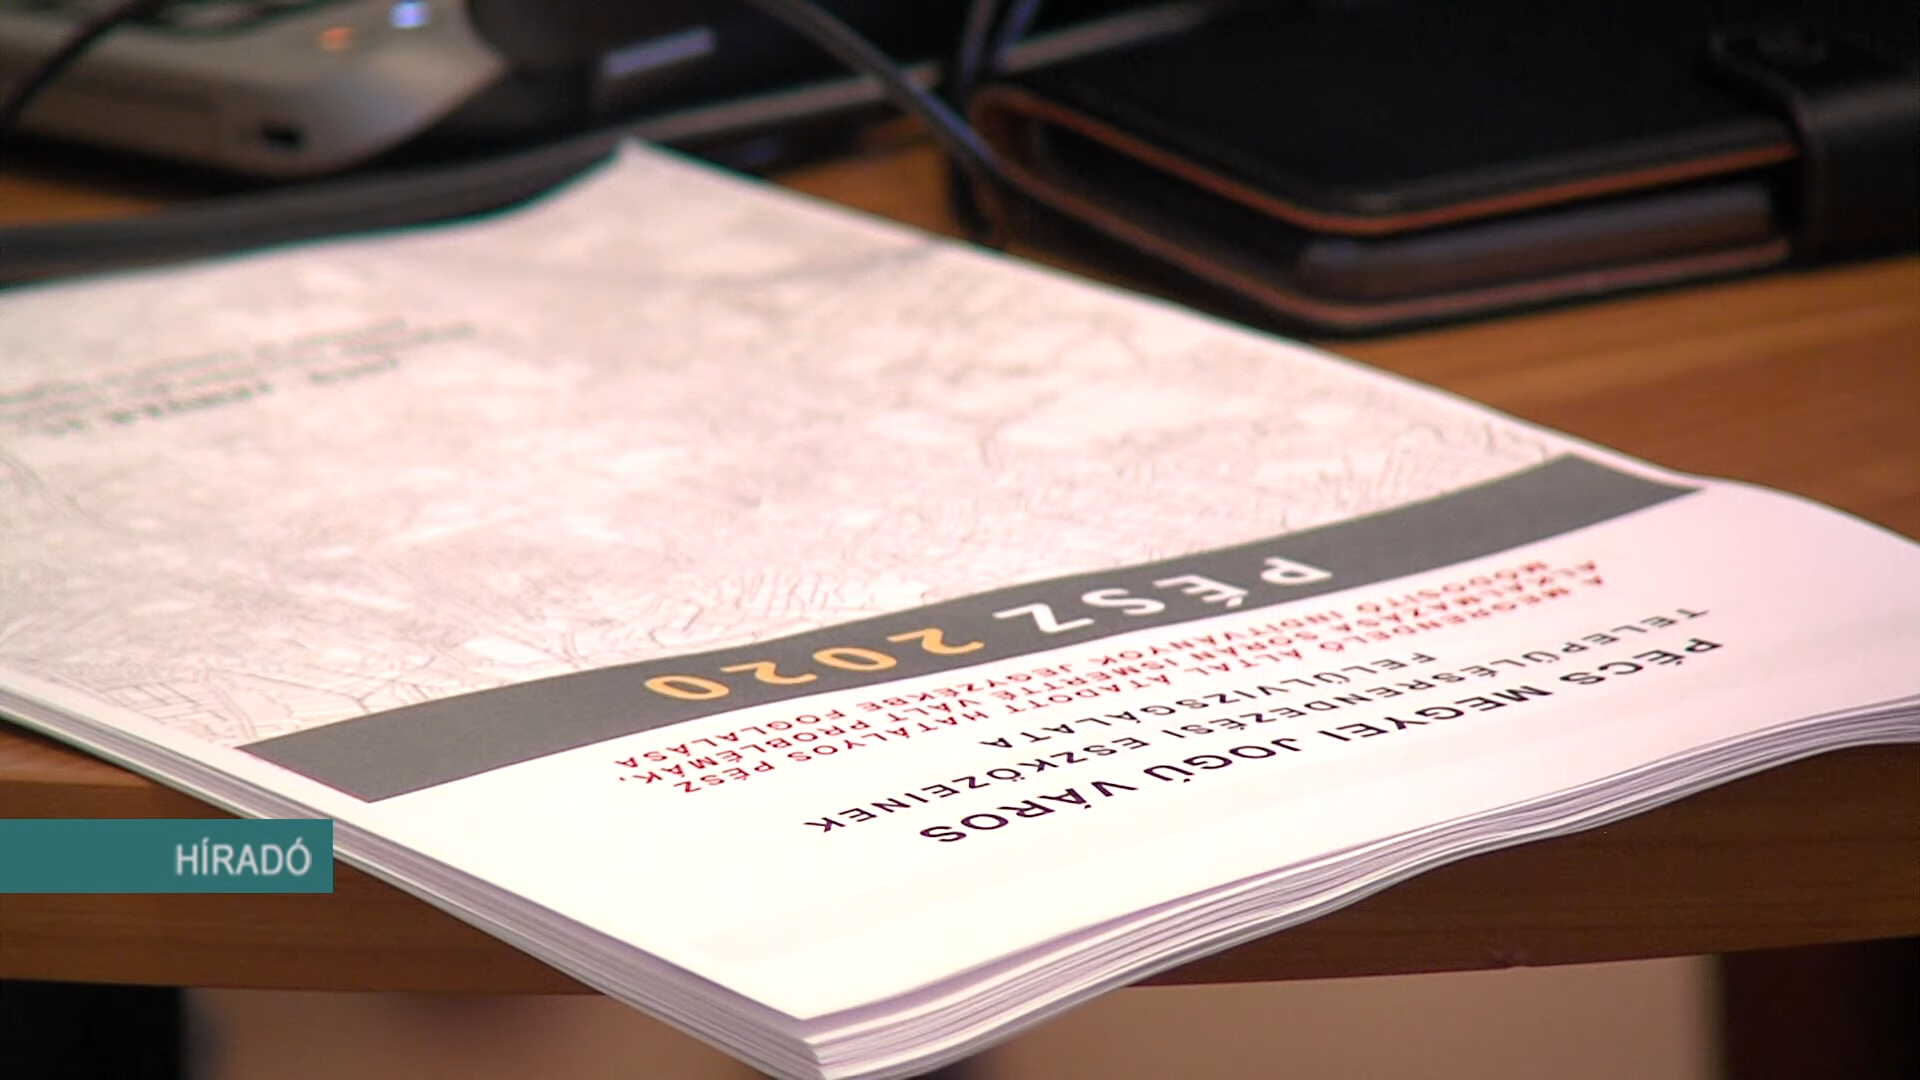 PÉCS MEGYEI JOGÚ VÁROS
TELEPÜLÉSRENDEZÉSI ESZKÖZEINEK
FELÜLVIZSGÁLATA
A MEGRENDELŐ ÁLTAL ÁTADOTT HATÁLYOS PÉSZ
ALKALMAZÁSA SORÁN ISMERTTÉ VÁLT PROBLÉMÁK,
MÓDOSÍTÓ INDÍTVÁNYOK JEGYZÉKBE FOGLALÁSA
PÉSZ 2020
HÍRADÓ